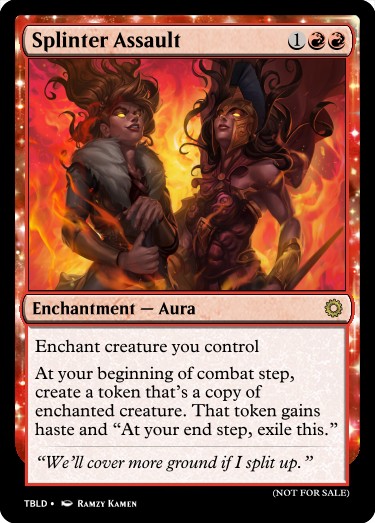 Splinter Assault 1
Enchantment — Aura
Enchant creature you control
At your beginning of combat step,
create a token that's a copy of
enchanted creature. That token gains
haste and “At your end step, exile this.”
“We'll cover more ground if I split up.”
(NOT FOR SALE)
TBLD • Ramzy Kamen